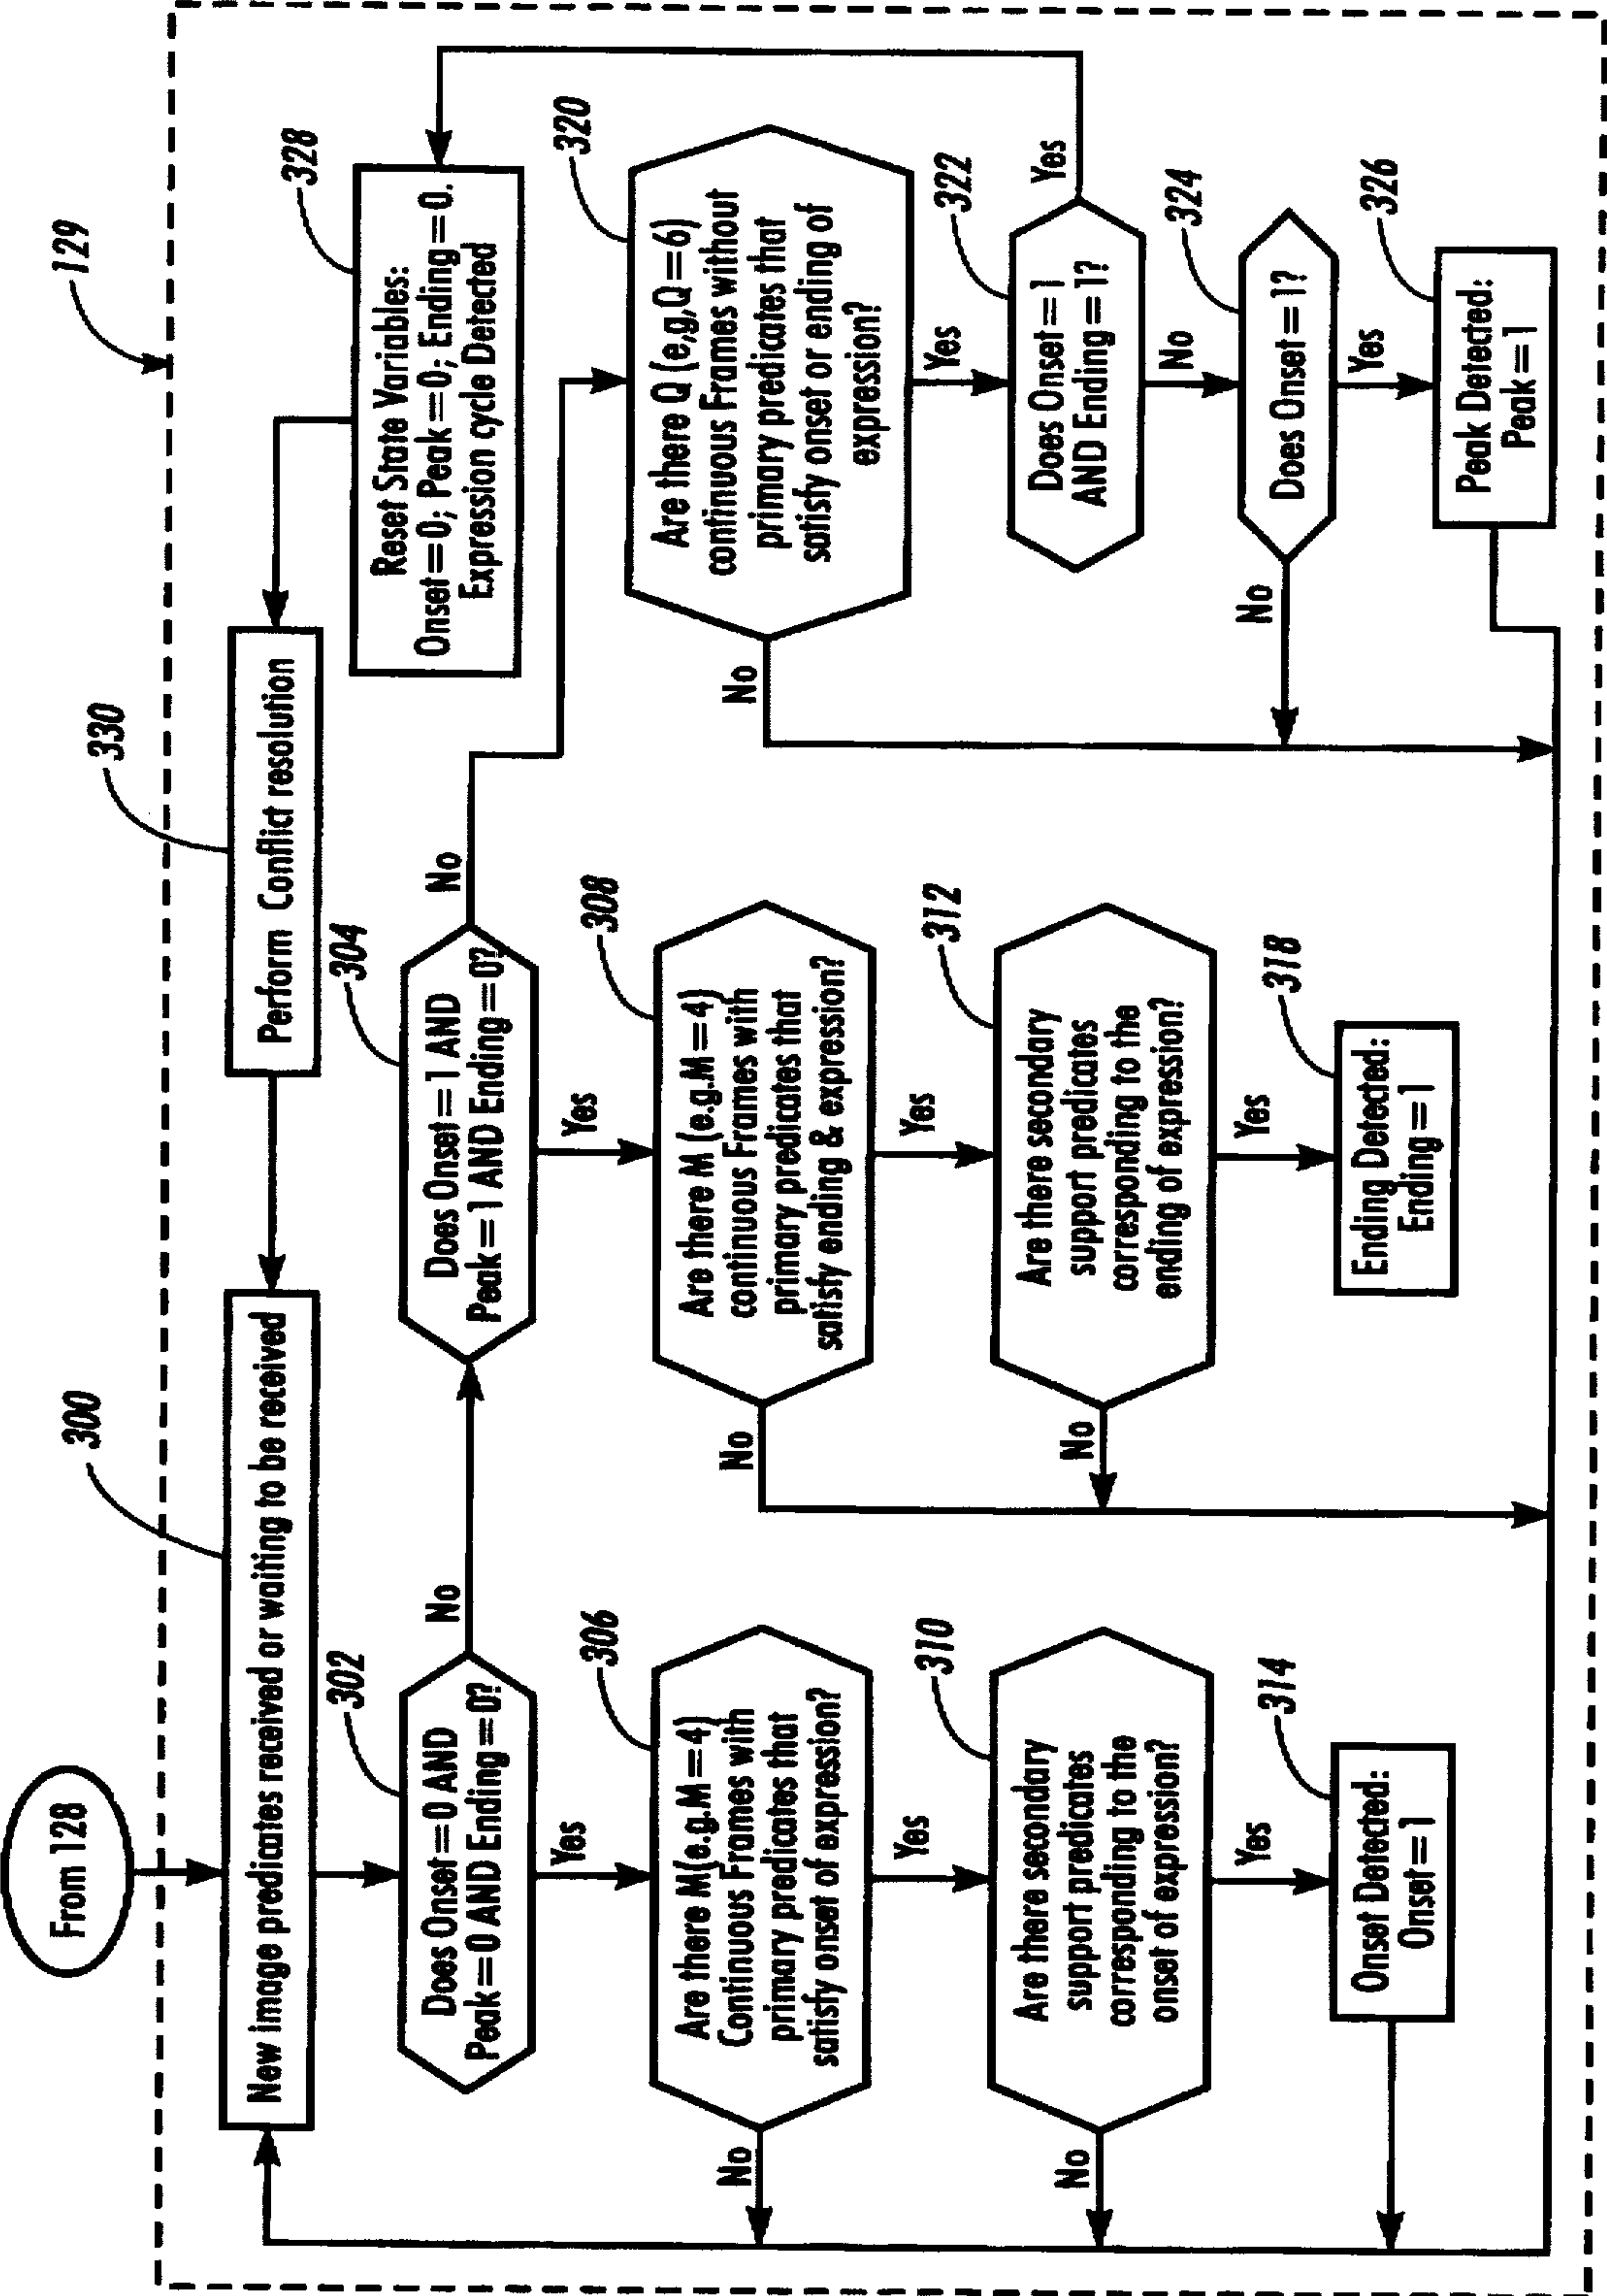 129
From 128
300
New image predicates received or waiting to be received
330
Perform Conflict resolution
328
Reset State Variables:
Onset=0; Peak=0; Ending=0.
Expression cycle Detected
302
Does Onset=0 AND
Peak=0 AND Ending=0?
No
Yes
304
Does Onset=1 AND
Peak=1 AND Ending=0?
No
Yes
306
Are there M(e.g.M=4)
Continuous Frames with
primary predicates that
satisfy onset of expression?
No
Yes
308
Are there M (e.g.M=4)
continuous Frames with
primary predicates that
satisfy ending & expression?
No
Yes
320
Are there Q (e,g,Q=6)
continuous Frames without
primary predicates that
satisfy onset or ending of
expression?
No
Yes
310
Are there secondary
support predicates
corresponding to the
onset of expression?
No
Yes
312
Are there secondary
support predicates
corresponding to the
ending of expression?
No
Yes
322
Does Onset=1
AND Ending=1?
Yes
No
324
Does Onset=1?
No
Yes
314
Onset Detected:
Onset=1
318
Ending Detected:
Ending=1
326
Peak Detected:
Peak=1